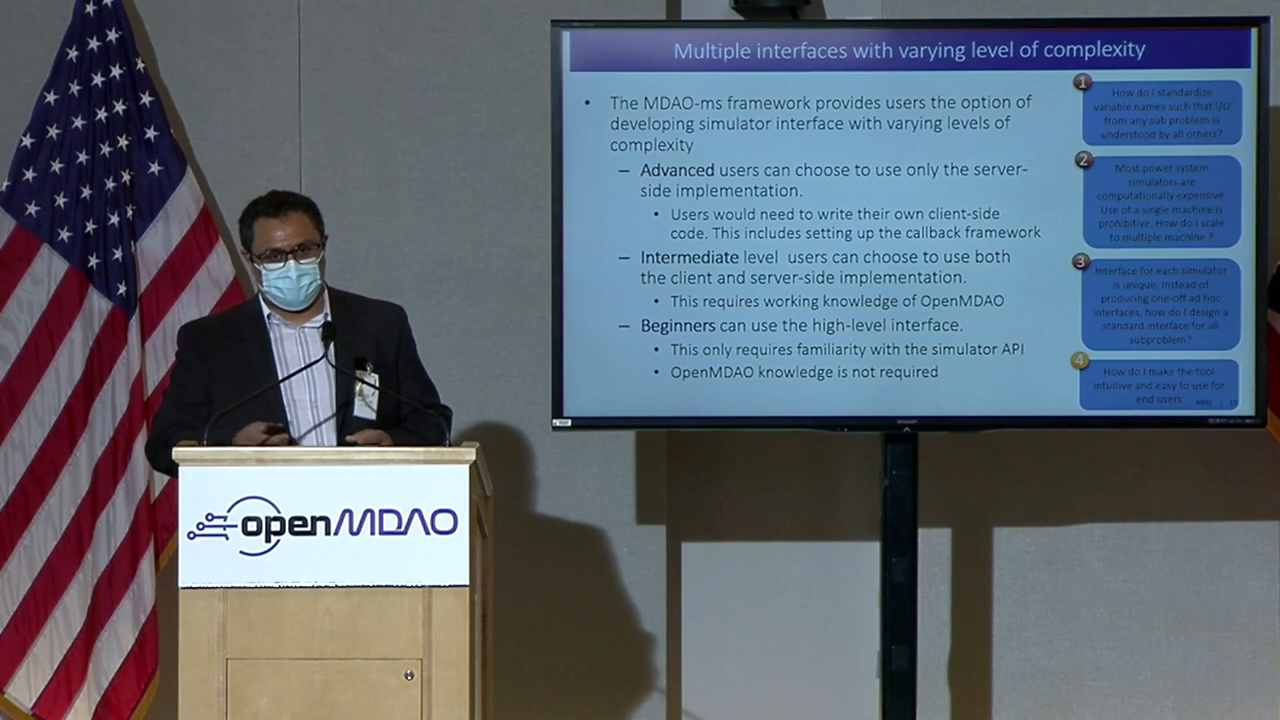 Multiple interfaces with varying level of complexity
• The MDAO-ms framework provides users the option of
developing simulator interface with varying levels of
complexity
– Advanced users can choose to use only the server-
side implementation.
• Users would need to write their own client-side
code. This includes setting up the callback framework
– Intermediate level users can choose to use both
the client and server-side implementation.
• This requires working knowledge of OpenMDAO
– Beginners can use the high-level interface.
• This only requires familiarity with the simulator API
• OpenMDAO knowledge is not required
1
How do I standardize
variable names such that I/O
from any sub problem is
understood by all others?
2
Most power system
simulators are
computationally expensive.
Use of a single machine is
prohibitive. How do I scale
to multiple machine ?
3
Interface for each simulator
is unique. Instead of
producing one-off ad hoc
interfaces, how do I design a
standard interface for all
subproblem?
4
How do I make the tool
intuitive and easy to use for
end users
NREL |
openMDAO